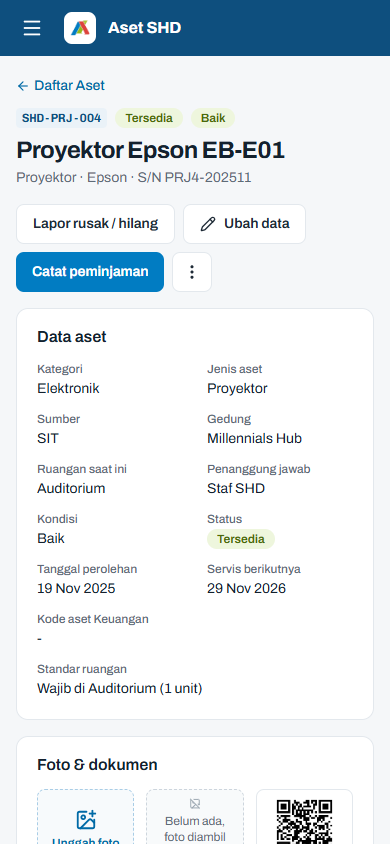 Aset SHD
Daftar Aset
SHD-PRJ-004 Tersedia Baik
Proyektor Epson EB-E01
Proyektor · Epson · S/N PRJ4-202511
Lapor rusak / hilang Ubah data
Catat peminjaman
Data aset
Kategori Jenis aset
Elektronik Proyektor
Sumber Gedung
SIT Millennials Hub
Ruangan saat ini Penanggung jawab
Auditorium Staf SHD
Kondisi Status
Baik Tersedia
Tanggal perolehan Servis berikutnya
19 Nov 2025 29 Nov 2026
Kode aset Keuangan
-
Standar ruangan
Wajib di Auditorium (1 unit)
Foto & dokumen
Belum ada,
Unggah foto foto diambil